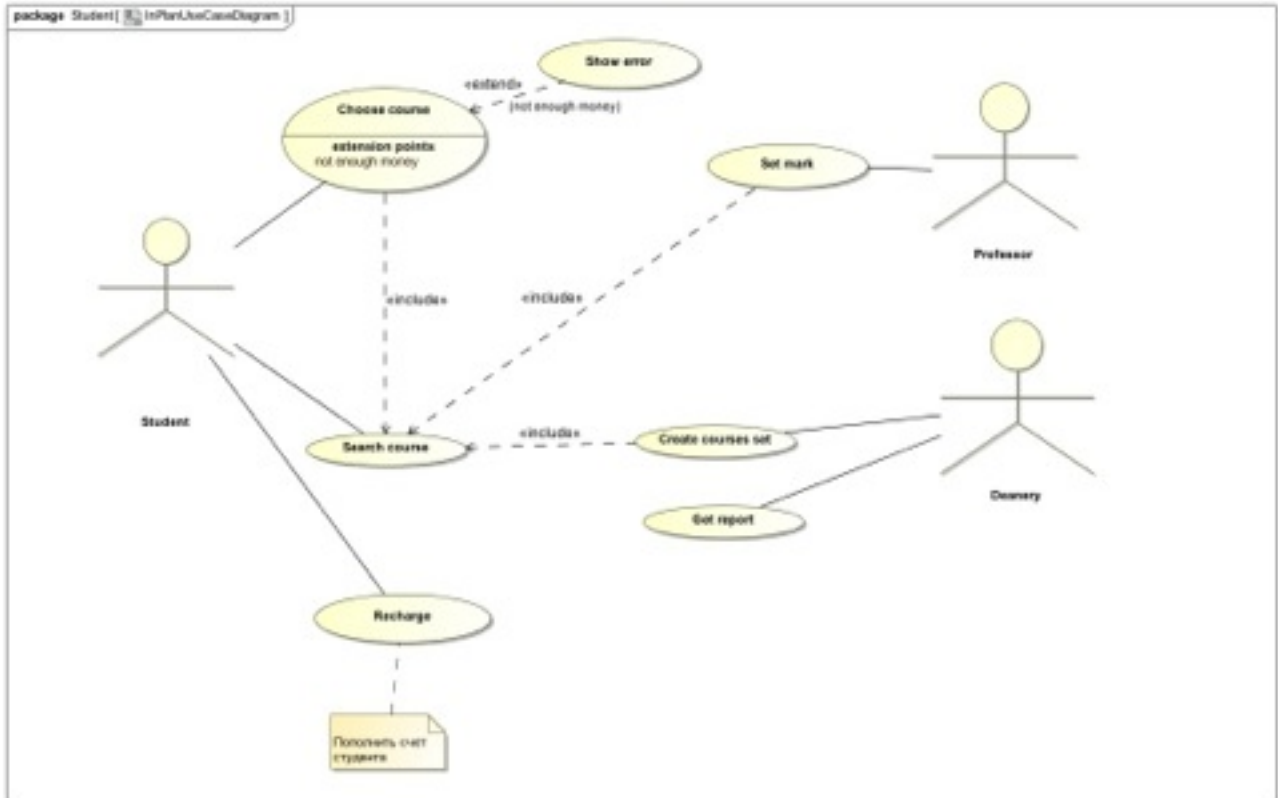 package Student[ InPlanUseCaseDiagram ]
Show error
«extend»
(not enough money)
Choose course
extension points
not enough money
Set mark
Professor
«include»
«include»
Student
«include»
Search course
Create courses set
Deanery
Get report
Recharge
Пополнить счет
студента